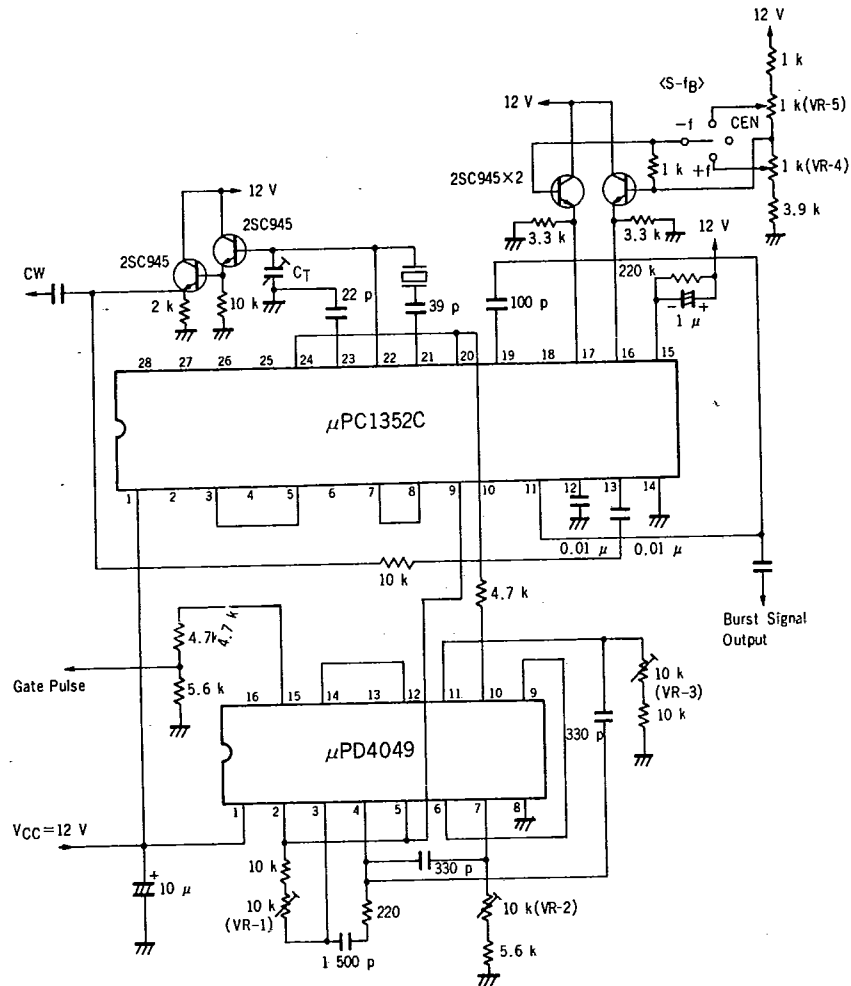 12 V
1 k
⟨S-fB⟩
12 V
-f
CEN
1 k(VR-5)
1 k
+f
1 k(VR-4)
2SC945×2
12 V
2SC945
3.9 k
3.3 k
3.3 k
12 V
2SC945
220 k
CW
CT
22 p
39 p
100 p
- +
1 μ
2 k
10 k
28 27 26 25 24 23 22 21 20 19 18 17 16 15
μPC1352C
1 2 3 4 5 6 7 8 9 10 11 12 13 14
0.01 μ
0.01 μ
10 k
4.7 k
Burst Signal
Output
4.7k
4.7 k
Gate Pulse
5.6 k
16 15 14 13 12 11 10 9
10 k
(VR-3)
10 k
330 p
μPD4049
1 2 3 4 5 6 7 8
VCC=12 V
10 k
330 p
+
10 μ
10 k
(VR-1)
220
10 k(VR-2)
1 500 p
5.6 k